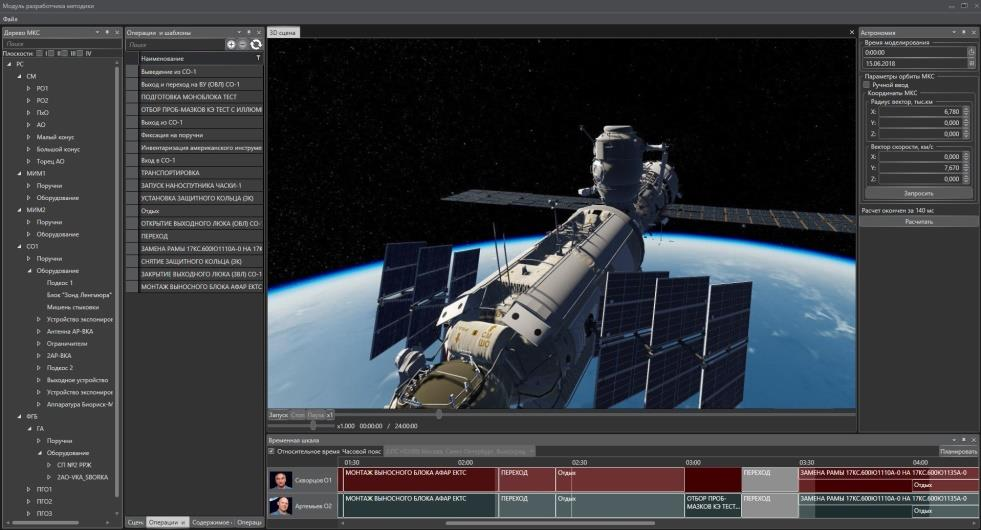 Модуль разработчика методики
Файл
Дерево МКС
Поиск
Плоскости: I II III IV
РС
СМ
РО1
РО2
ПхО
АО
Малый конус
Большой конус
Торец АО
МИМ1
Поручни
Оборудование
МИМ2
Поручни
Оборудование
СО1
Поручни
Оборудование
Подкос 1
Блок "Зонд Ленгмюра"
Мишень стыковки
Устройство экспониров
Антенна АР-ВКА
Ограничители
2АР-ВКА
Подкос 2
Выходное устройство
Устройство экспониров
Аппаратура Биориск-М
ФГБ
ГА
Поручни
Оборудование
СП №2 РРЖ
2АО-VKA_SBORKA
ПГО1
ПГО2
ПГО3
Операции и шаблоны
Поиск
Наименование
Выведение из СО-1
Выход и переход на ВУ (ОВЛ) СО-1
ПОДГОТОВКА МОНОБЛОКА ТЕСТ
ОТБОР ПРОБ-МАЗКОВ КЭ ТЕСТ С ИЛЛЮМИ
Выход из СО-1
Фиксация на поручни
Инвентаризация американского инструме
Вход в СО-1
ТРАНСПОРТИРОВКА
ЗАПУСК НАНОСПУТНИКА ЧАСКИ-1
УСТАНОВКА ЗАЩИТНОГО КОЛЬЦА (ЗК)
Отдых
ОТКРЫТИЕ ВЫХОДНОГО ЛЮКА (ОВЛ) СО-
ПЕРЕХОД
ЗАМЕНА РАМЫ 17КС.600Ю1110А-0 НА 17К
СНЯТИЕ ЗАЩИТНОГО КОЛЬЦА (ЗК)
ЗАКРЫТИЕ ВЫХОДНОГО ЛЮКА (ЗВЛ) СО-1
МОНТАЖ ВЫНОСНОГО БЛОКА АФАР ЕКТС
Сцен Операции и Содержимое Операци
3D сцена
Запуск Стоп Пауза x1
x1.000 00:00:00 / 24:00:00
Астрономия
Время моделирования
0:00:00
15.06.2018
Параметры орбиты МКС
Ручной ввод
Координаты МКС
Радиус вектор, тыс.км
X: 6,780
Y: 0,000
Z: 0,000
Вектор скорости, км/с
X: 0,000
Y: 7,670
Z: 0,000
Запросить
Расчет окончен за 140 мс
Расчитать
Временная шкала
Относительное время Часовой пояс
Планировать
01:30 02:00 02:30 03:00 03:30 04:00
Скворцов О1
МОНТАЖ ВЫНОСНОГО БЛОКА АФАР ЕКТС ПЕРЕХОД Отдых ПЕРЕХОД ЗАМЕНА РАМЫ 17КС.600Ю1110А-0 НА 17КС.600Ю1135А-0
Отдых
Артемьев О2
МОНТАЖ ВЫНОСНОГО БЛОКА АФАР ЕКТС ПЕРЕХОД Отдых ОТБОР ПРОБ-МАЗКОВ КЭ ТЕСТ... ПЕРЕХОД ЗАМЕНА РАМЫ 17КС.600Ю1110А-0 НА 17КС.600Ю1135А-0
Отдых